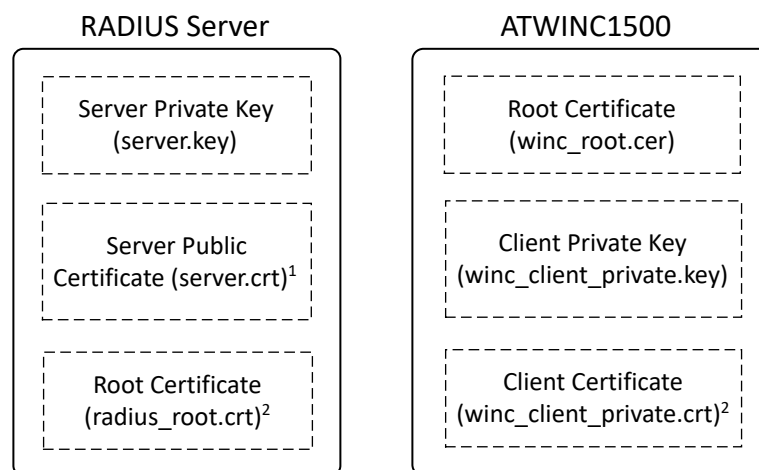 RADIUS Server
Server Private Key
(server.key)
Server Public
Certificate (server.crt)¹
Root Certificate
(radius_root.crt)²
ATWINC1500
Root Certificate
(winc_root.cer)
Client Private Key
(winc_client_private.key)
Client Certificate
(winc_client_private.crt)²